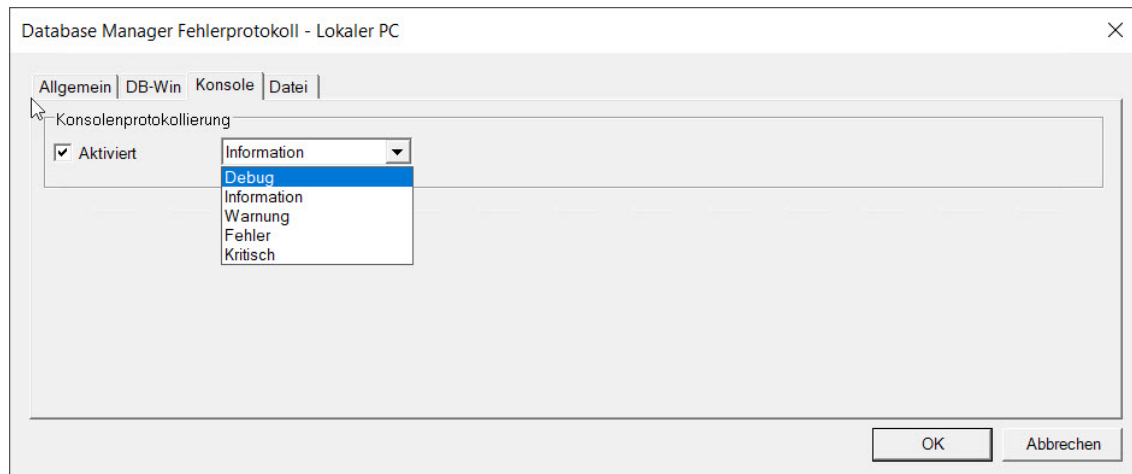 Database Manager Fehlerprotokoll - Lokaler PC
Allgemein DB-Win Konsole Datei
Konsolenprotokollierung
Aktiviert Information
Debug
Information
Warnung
Fehler
Kritisch
OK Abbrechen